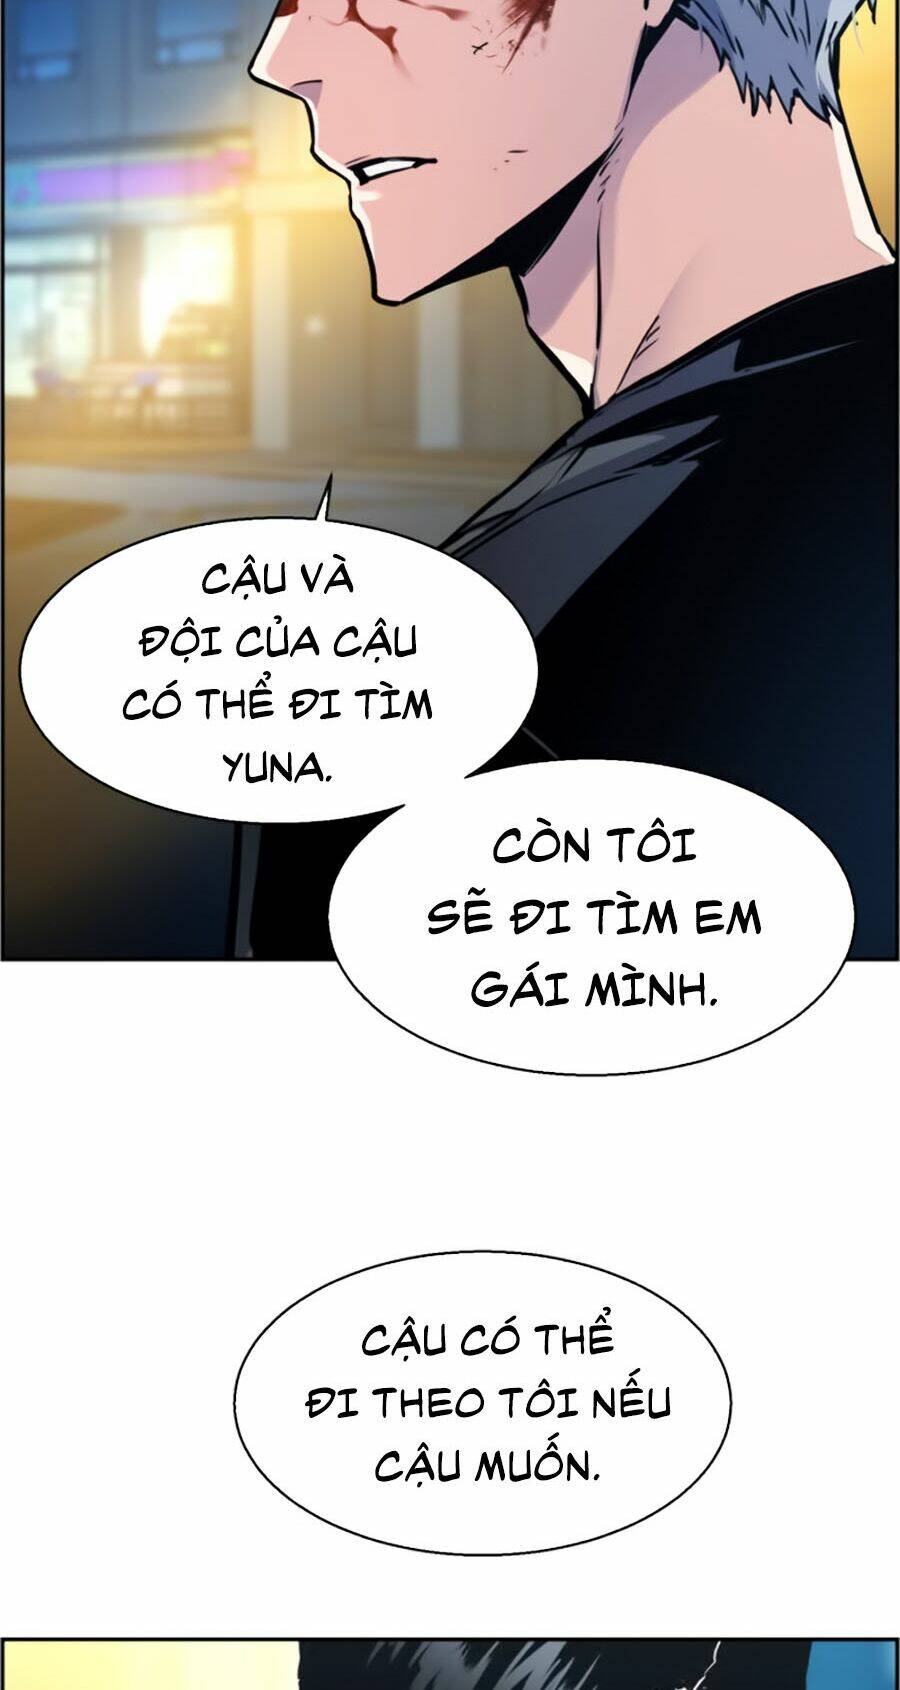 CẬU VÀ
ĐỘI CỦA CẬU
CÓ THỂ ĐI TÌM
YUNA.
CÒN TÔI
SẼ ĐI TÌM EM
GÁI MÌNH.
CẬU CÓ THỂ
ĐI THEO TÔI NẾU
CẬU MUỐN.